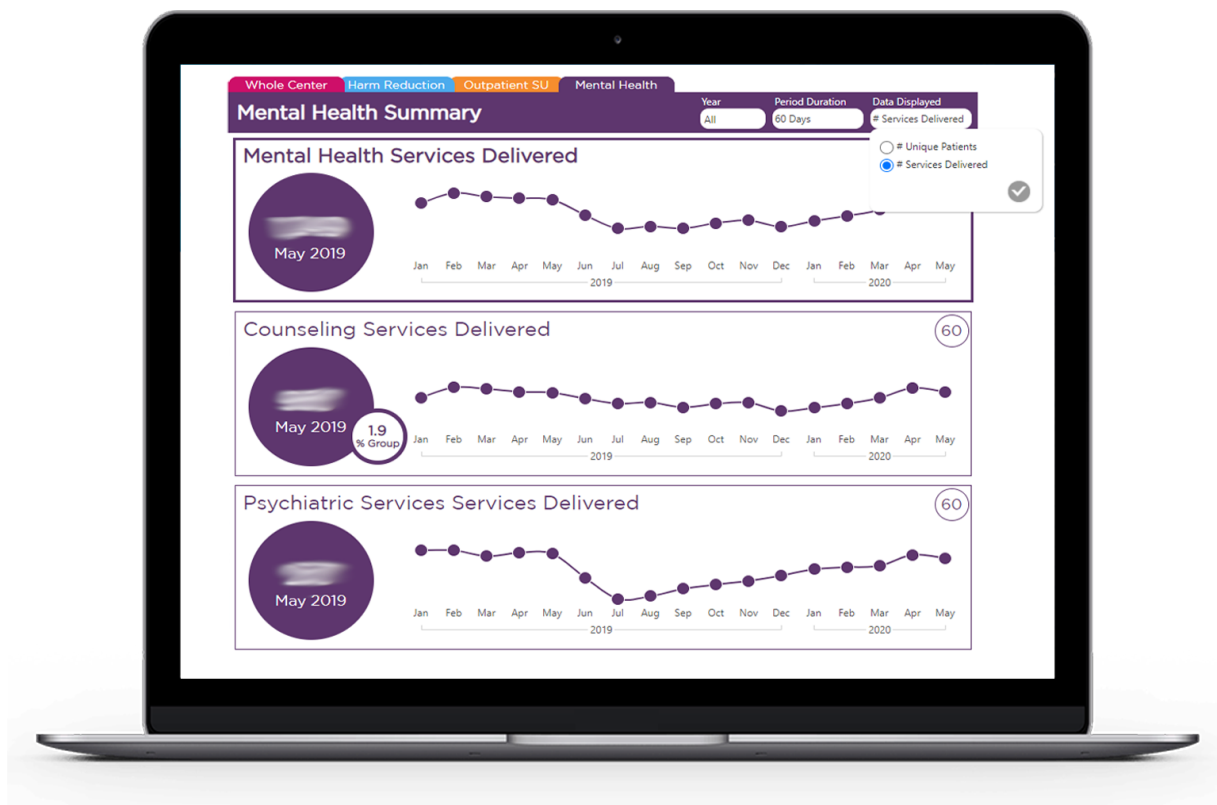 Whole Center Harm Reduction Outpatient SU Mental Health
Mental Health Summary
Year Period Duration Data Displayed
All 60 Days # Services Delivered
# Unique Patients
# Services Delivered
Mental Health Services Delivered
May 2019
Jan Feb Mar Apr May Jun Jul Aug Sep Oct Nov Dec Jan Feb Mar Apr May
2019 2020
Counseling Services Delivered 60
May 2019
1.9
% Group
Jan Feb Mar Apr May Jun Jul Aug Sep Oct Nov Dec Jan Feb Mar Apr May
2019 2020
Psychiatric Services Services Delivered 60
May 2019
Jan Feb Mar Apr May Jun Jul Aug Sep Oct Nov Dec Jan Feb Mar Apr May
2019 2020